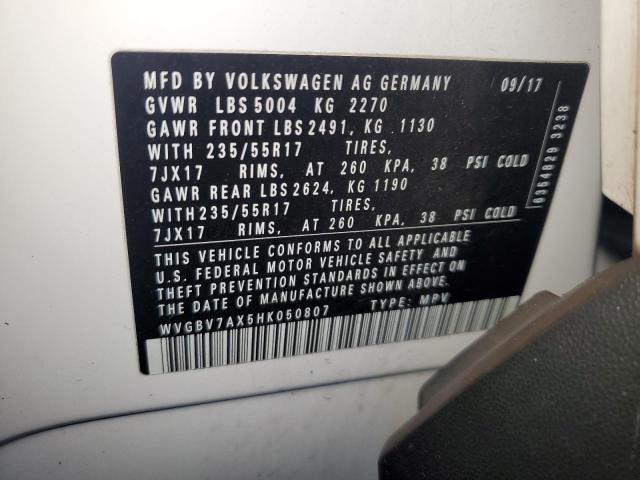 MFD BY VOLKSWAGEN AG GERMANY 09/17
GVWR LBS 5004 KG 2270
GAWR FRONT LBS 2491, KG 1130
WITH 235/55R17 TIRES,
7JX17 RIMS, AT 260 KPA, 38 PSI COLD
GAWR REAR LBS 2624, KG 1190
WITH 235/55R17 TIRES,
7JX17 RIMS, AT 260 KPA, 38 PSI COLD
THIS VEHICLE CONFORMS TO ALL APPLICABLE
U.S. FEDERAL MOTOR VEHICLE SAFETY AND
THEFT PREVENTION STANDARDS IN EFFECT ON
THE DATE OF MANUFACTURE SHOWN ABOVE.
WVGBV7AX5HK050807 TYPE: MPV
6364829 3238